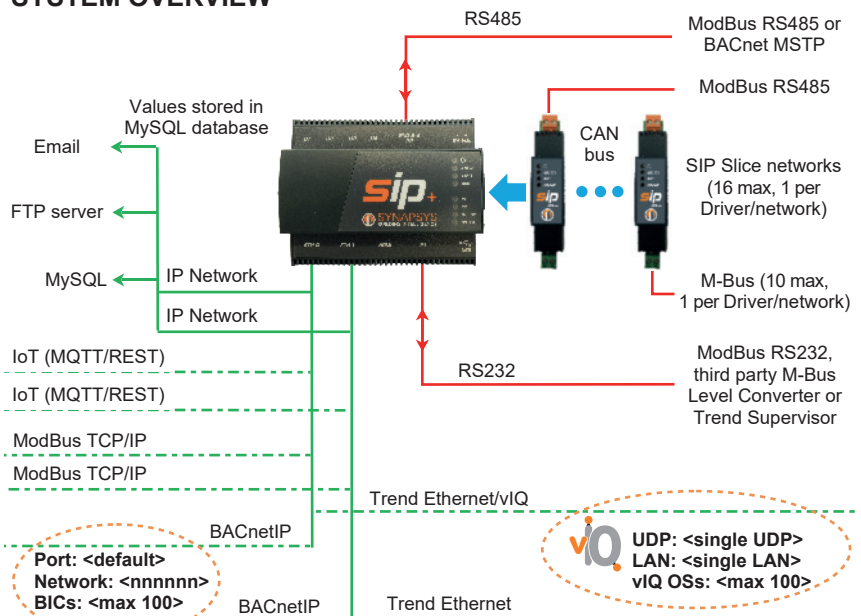 SYSTEM OVERVIEW
RS485
ModBus RS485 or
BACnet MSTP
ModBus RS485
Values stored in
MySQL database
Email
FTP server
MySQL
IP Network
IP Network
CAN
bus
SIP Slice networks
(16 max, 1 per
Driver/network)
M-Bus (10 max,
1 per Driver/network)
sip+
SYNAPSYS
sip
sip
RS232
ModBus RS232,
third party M-Bus
Level Converter or
Trend Supervisor
IoT (MQTT/REST)
IoT (MQTT/REST)
ModBus TCP/IP
ModBus TCP/IP
Trend Ethernet/vIQ
BACnetIP
Port: <default>
Network: <nnnnnn>
BICs: <max 100>
viQ
UDP: <single UDP>
LAN: <single LAN>
vIQ OSs: <max 100>
BACnetIP
Trend Ethernet